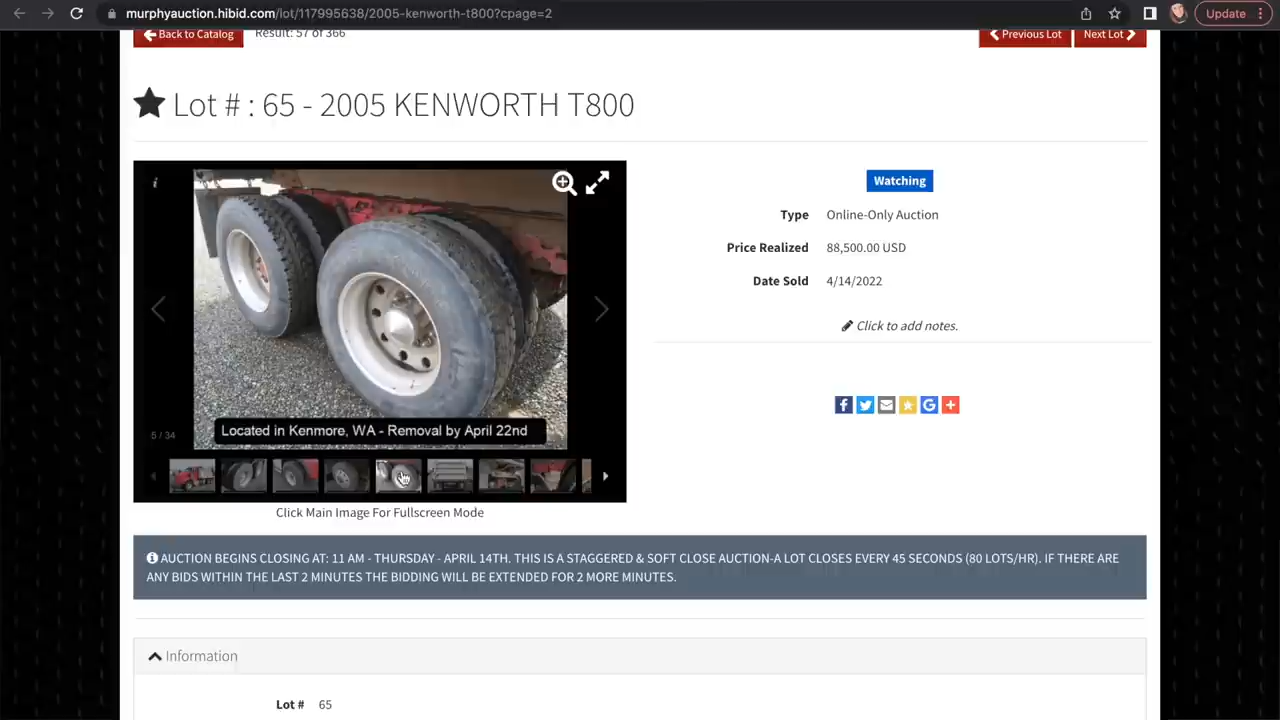 murphyauction.hibid.com/lot/117995638/2005-kenworth-t800?cpage=2
Update
Back to Catalog
Result: 57 of 366
Previous Lot
Next Lot
Lot # : 65 - 2005 KENWORTH T800
i
Watching
Type Online-Only Auction
Price Realized 88,500.00 USD
Date Sold 4/14/2022
Click to add notes.
Located in Kenmore, WA - Removal by April 22nd
5 / 34
Click Main Image For Fullscreen Mode
AUCTION BEGINS CLOSING AT: 11 AM - THURSDAY - APRIL 14TH. THIS IS A STAGGERED & SOFT CLOSE AUCTION-A LOT CLOSES EVERY 45 SECONDS (80 LOTS/HR). IF THERE ARE
ANY BIDS WITHIN THE LAST 2 MINUTES THE BIDDING WILL BE EXTENDED FOR 2 MORE MINUTES.
Information
Lot # 65